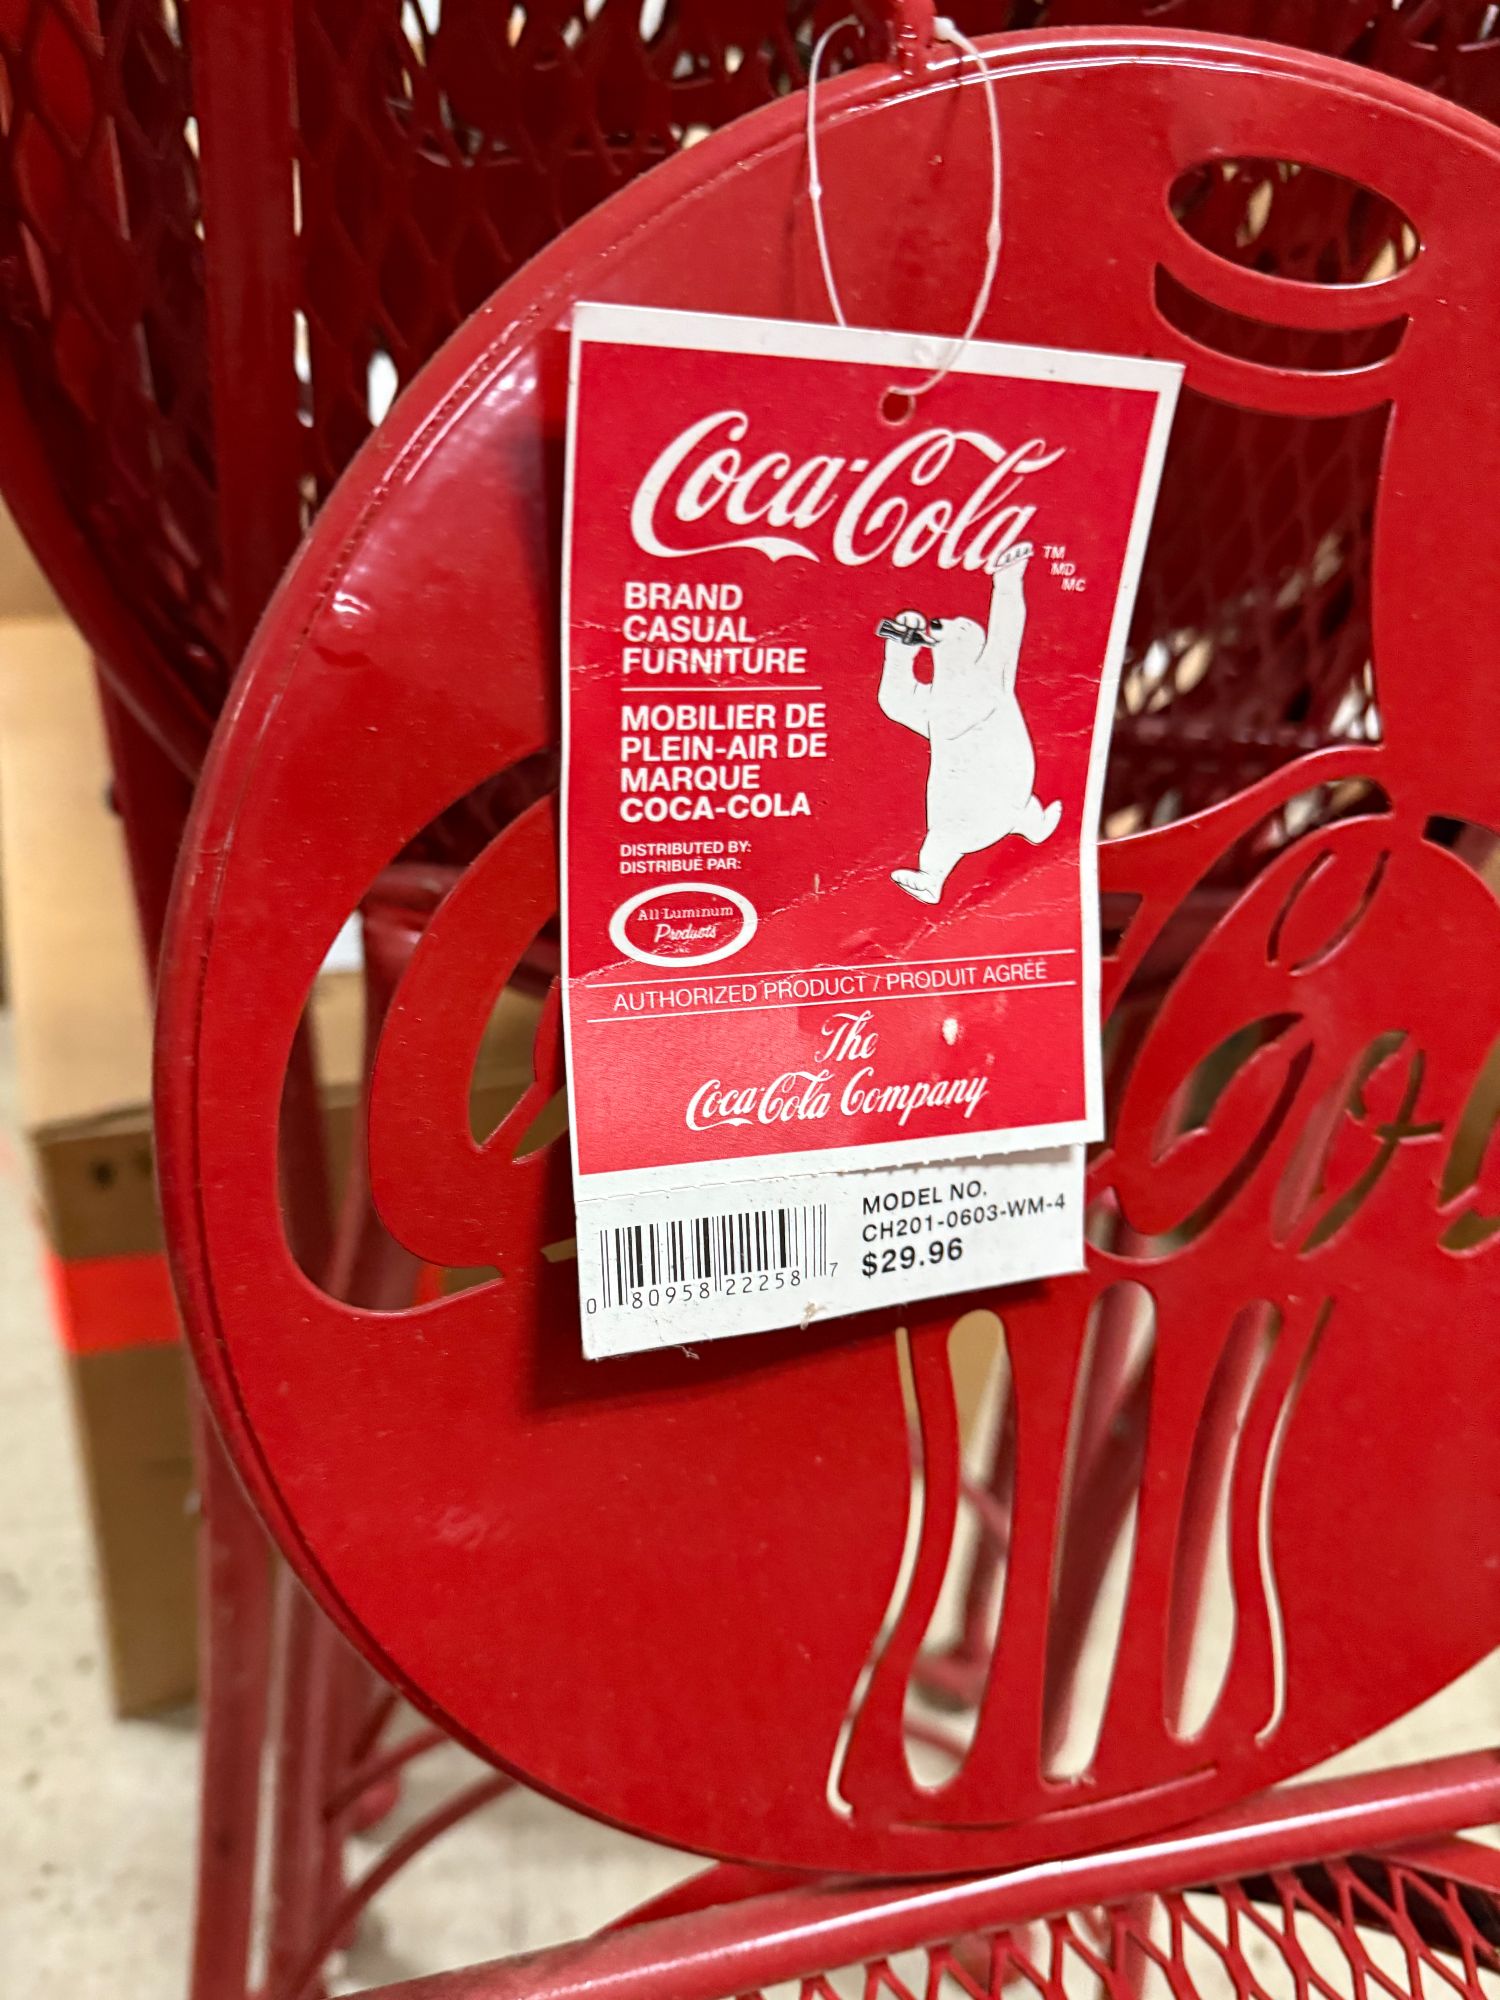 Coca-Cola
TM
MD
MC
BRAND
CASUAL
FURNITURE
MOBILIER DE
PLEIN-AIR DE
MARQUE
COCA-COLA
DISTRIBUTED BY:
DISTRIBUÉ PAR:
All-Luminum
Products
INC
AUTHORIZED PRODUCT / PRODUIT AGRÉÉ
The
Coca-Cola Company
MODEL NO.
CH201-0603-WM-4
$29.96
0 80958 22258 7